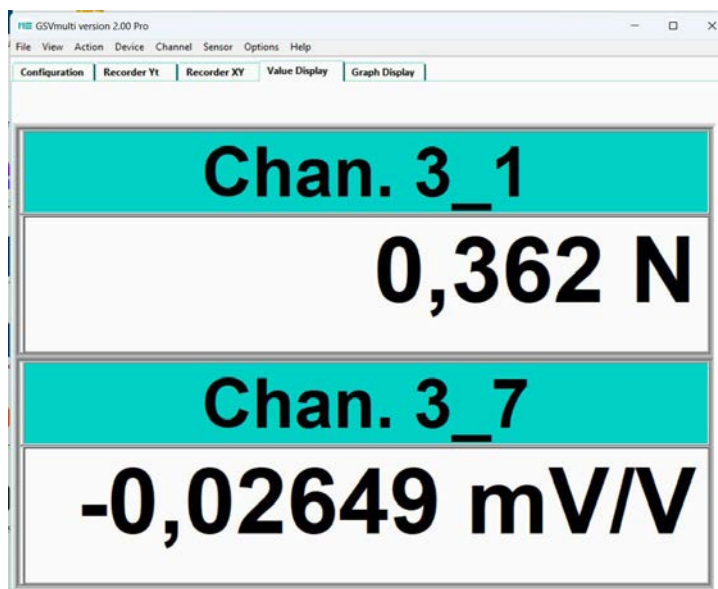 ME GSVmulti version 2.00 Pro
File View Action Device Channel Sensor Options Help
Configuration Recorder Yt Recorder XY Value Display Graph Display
Chan. 3_1
0,362 N
Chan. 3_7
-0,02649 mV/V